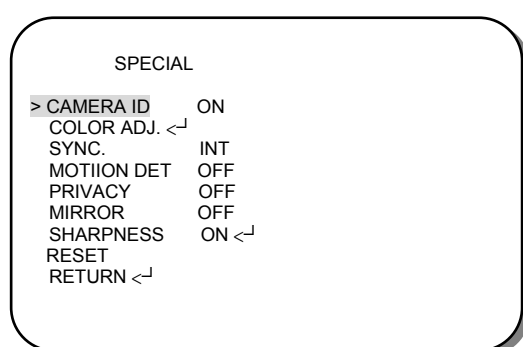 SPECIAL
> CAMERA ID ON
COLOR ADJ. <┘
SYNC. INT
MOTIION DET OFF
PRIVACY OFF
MIRROR OFF
SHARPNESS ON <┘
RESET
RETURN <┘